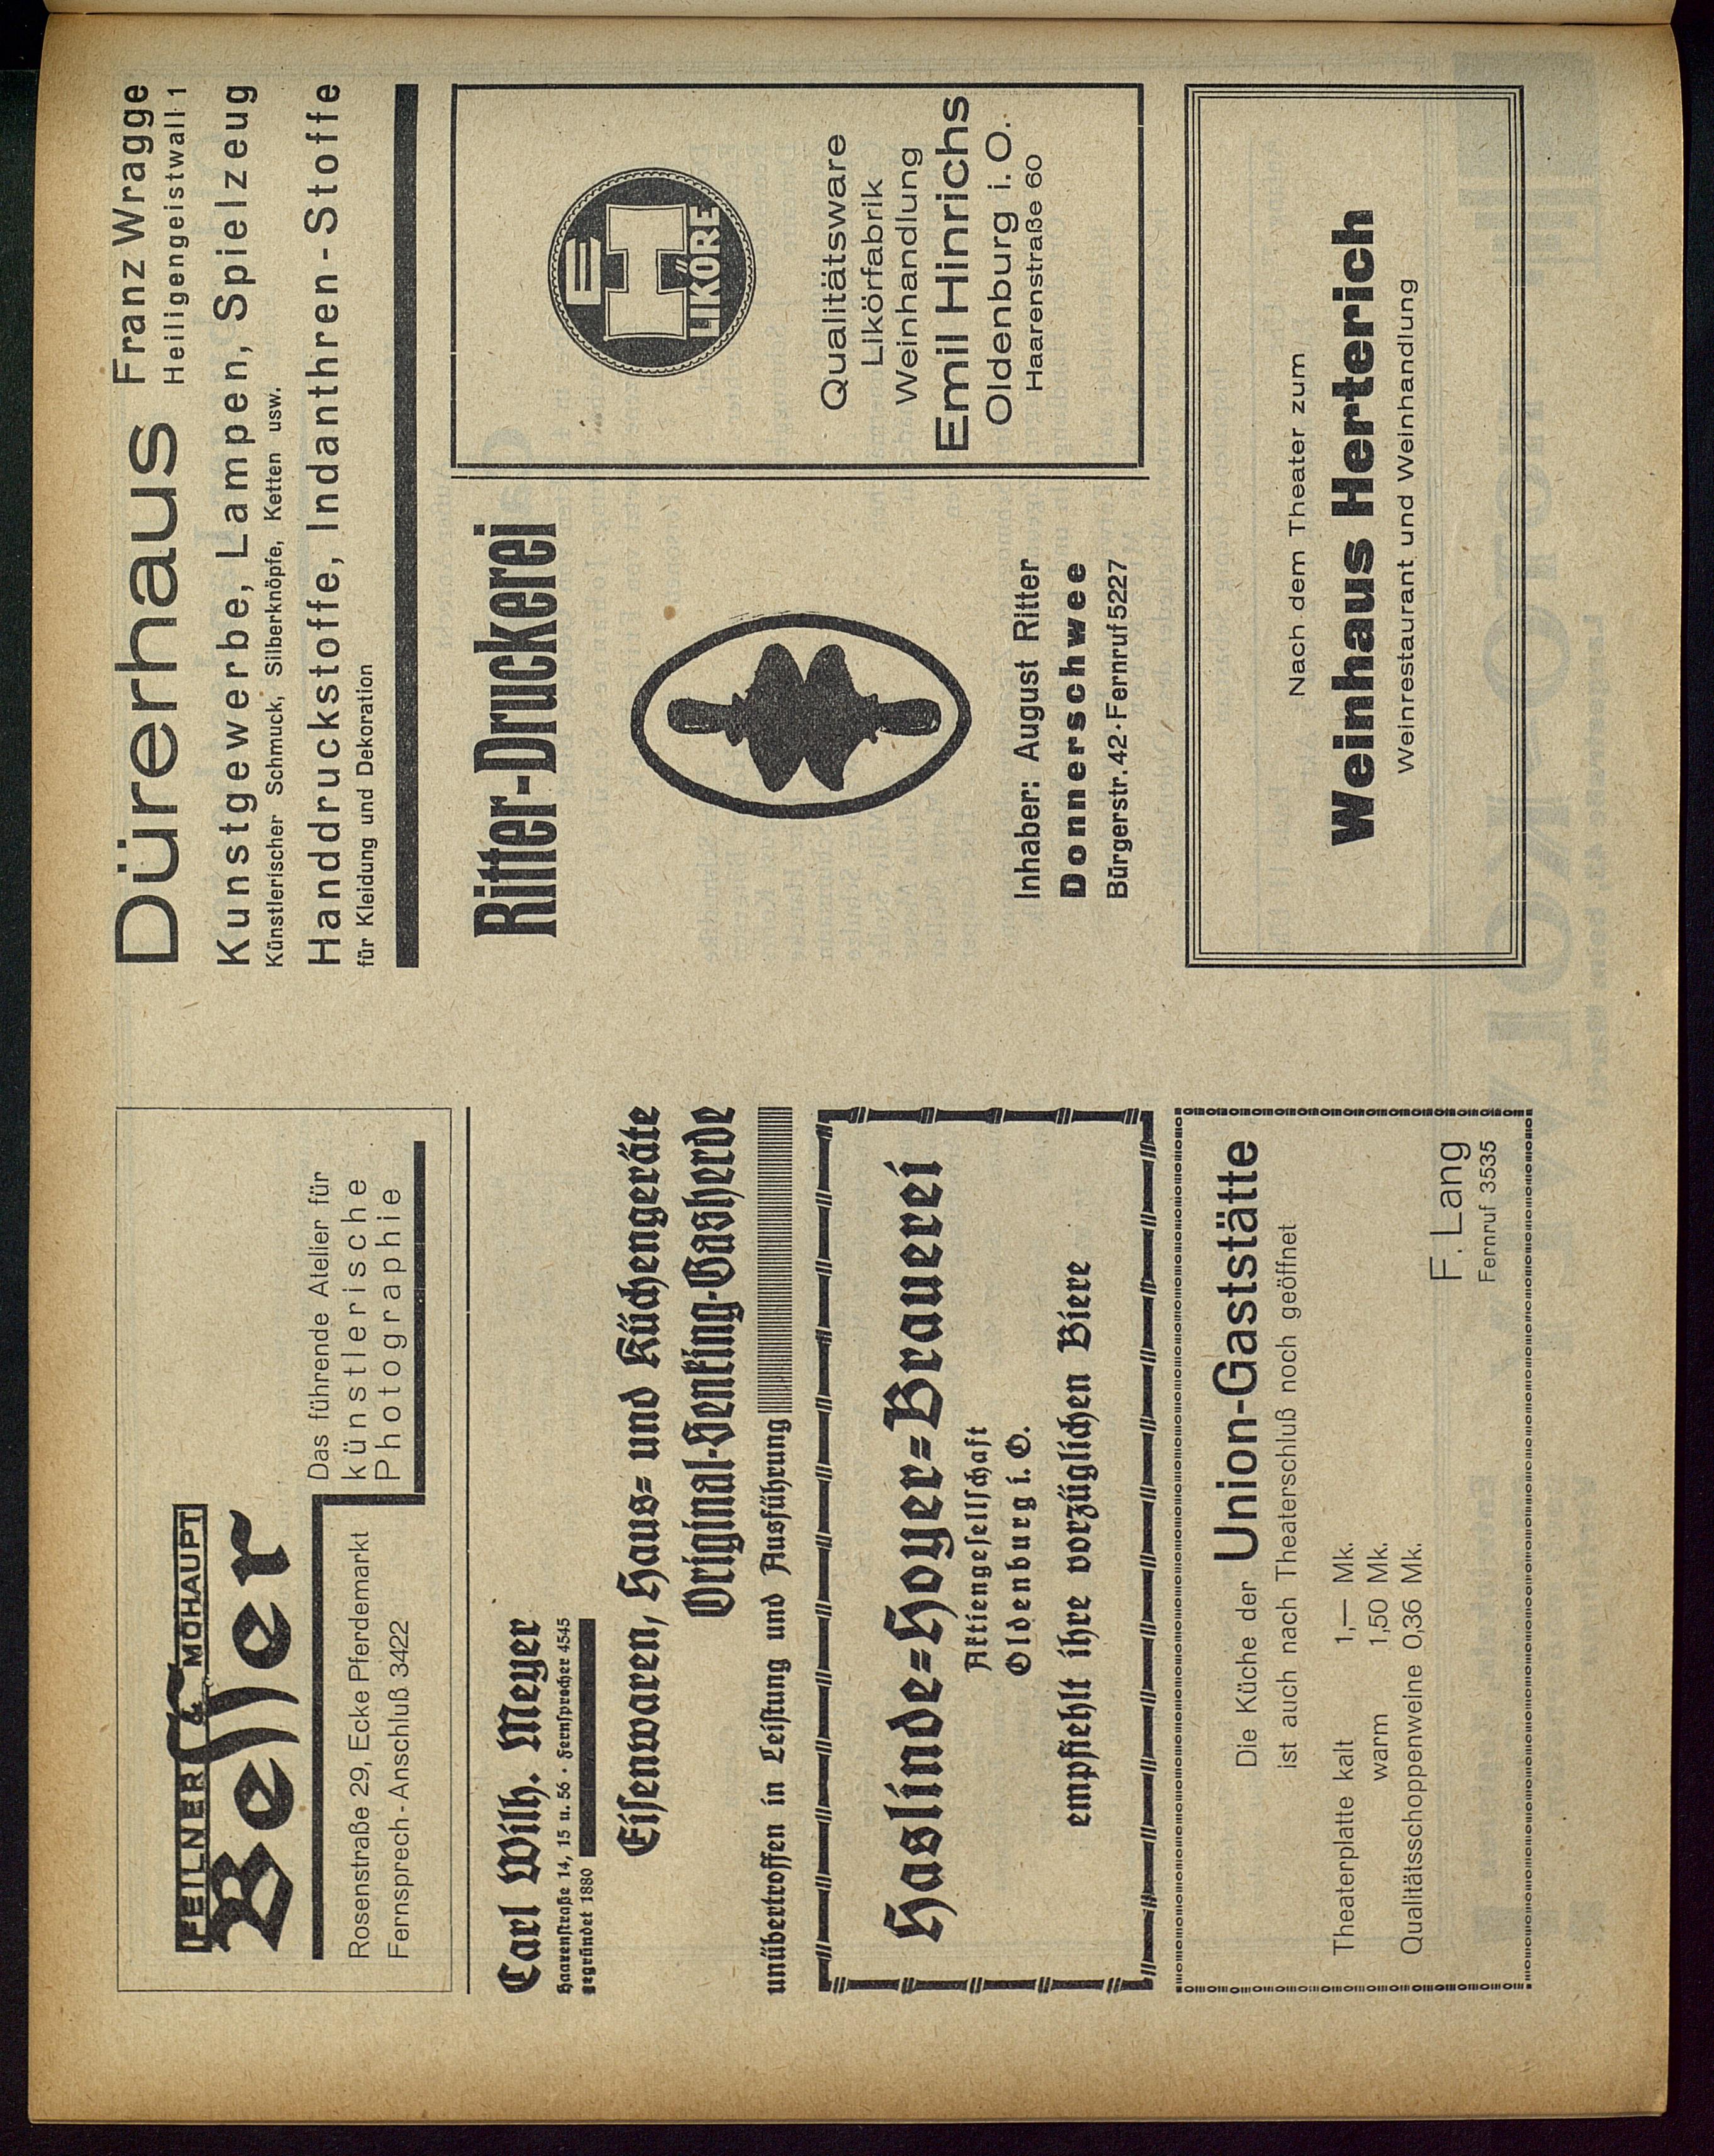 FEILNER & MOHAUPT
Beller
Das führende Atelier für
künstlerische
Photographie
Rosenstraße 29, Ecke Pferdemarkt
Fernsprech-Anschluß 3422
Carl Wilh. Meyer
Haarenstraße 14, 15 u. 56 · Fernsprecher 4545
gegründet 1880
Eisenwaren, Haus- und Küchengeräte
Original-Senking-Gasherde
unübertroffen in Leistung und Ausführung
Haslinde-Hoyer-Brauerei
Aktiengesellschaft
Oldenburg i. O.
empfiehlt ihre vorzüglichen Biere
Die Küche der Union-Gaststätte
ist auch nach Theaterschluß noch geöffnet
Theaterplatte kalt 1,— Mk.
warm 1,50 Mk.
Qualitätsschoppenweine 0,36 Mk.
F. Lang
Fernruf 3535
Dürerhaus Franz Wragge
Heiligengeistwall 1
Kunstgewerbe, Lampen, Spielzeug
Künstlerischer Schmuck, Silberknöpfe, Ketten usw.
Handdruckstoffe, Indanthren-Stoffe
für Kleidung und Dekoration
Ritter-Druckerei
Inhaber: August Ritter
Donnerschwee
Bürgerstr. 42 · Fernruf 5227
E
H
LIKÖRE
Qualitätsware
Likörfabrik
Weinhandlung
Emil Hinrichs
Oldenburg i. O.
Haarenstraße 60
Nach dem Theater zum
Weinhaus Herterich
Weinrestaurant und Weinhandlung